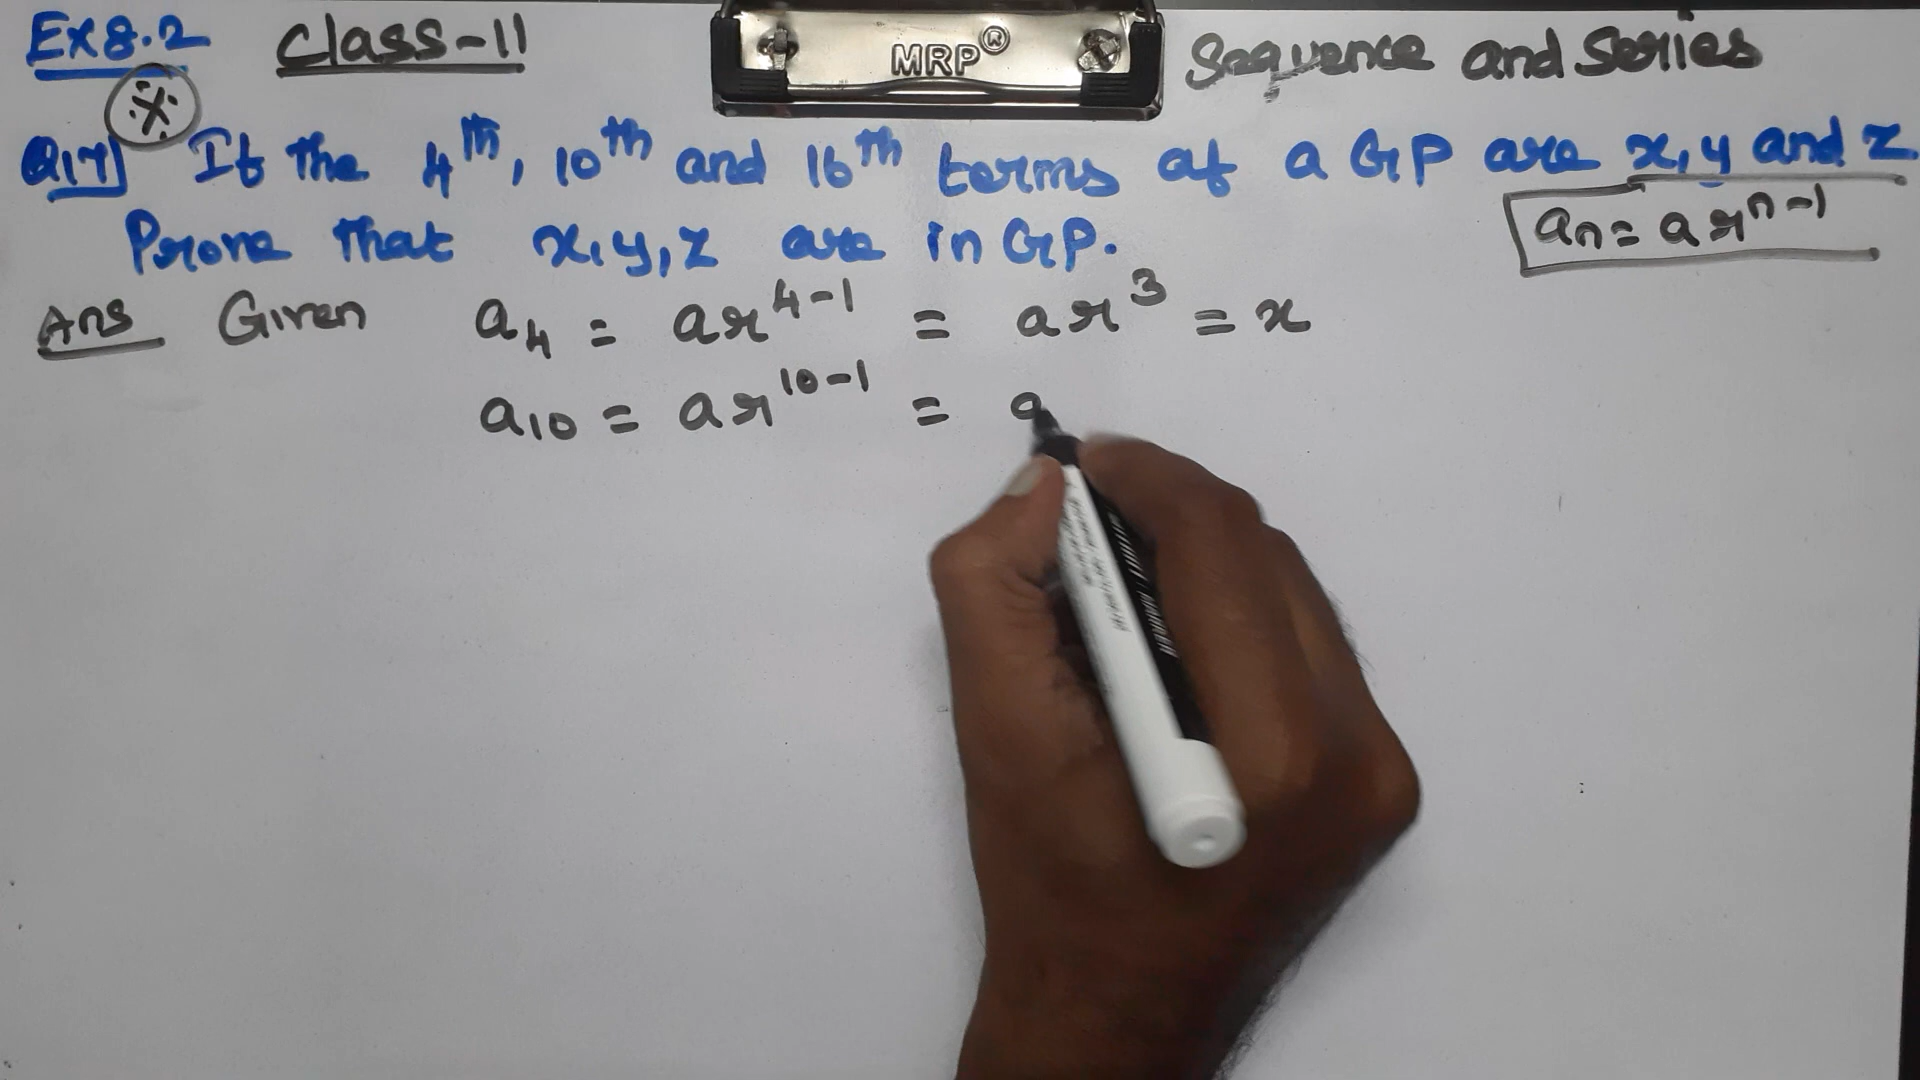 Ex 8.2 Class-11 MRP® Sequence and Series
Q17] If the 4th, 10th and 16th terms of a GP are x, y and z.
Prove that x, y, z are in GP.
an = ar^n-1
Ans Given a4 = ar^4-1 = ar^3 = x
a10 = ar^10-1 = a